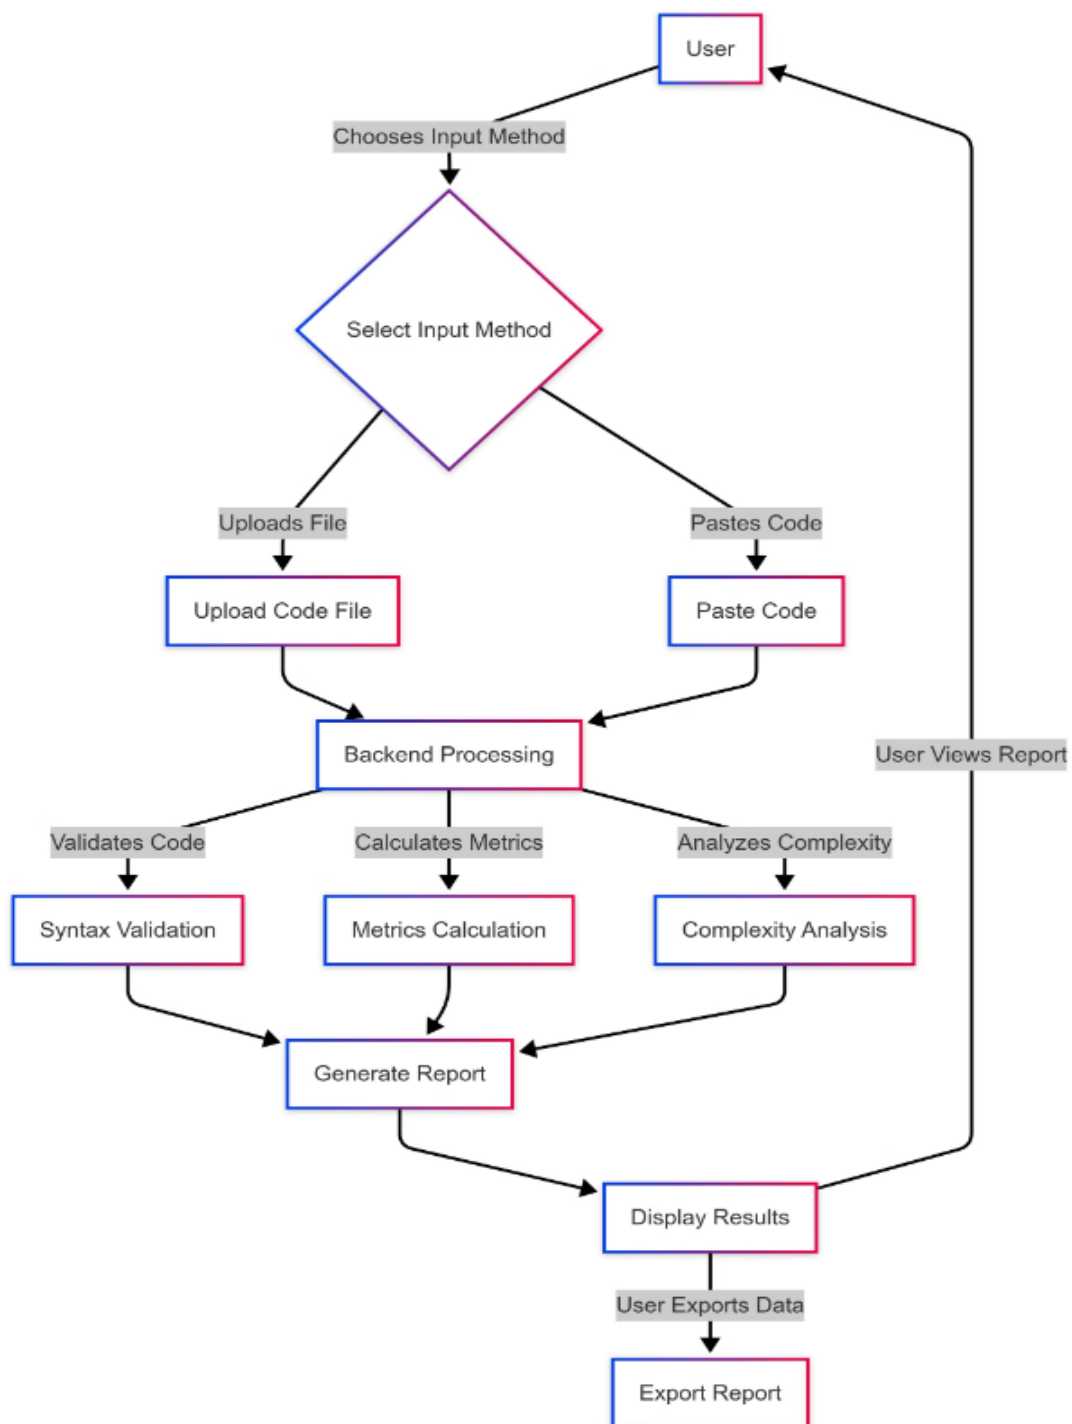 User
Chooses Input Method
Select Input Method
Uploads File
Pastes Code
Upload Code File
Paste Code
Backend Processing
User Views Report
Validates Code
Calculates Metrics
Analyzes Complexity
Syntax Validation
Metrics Calculation
Complexity Analysis
Generate Report
Display Results
User Exports Data
Export Report